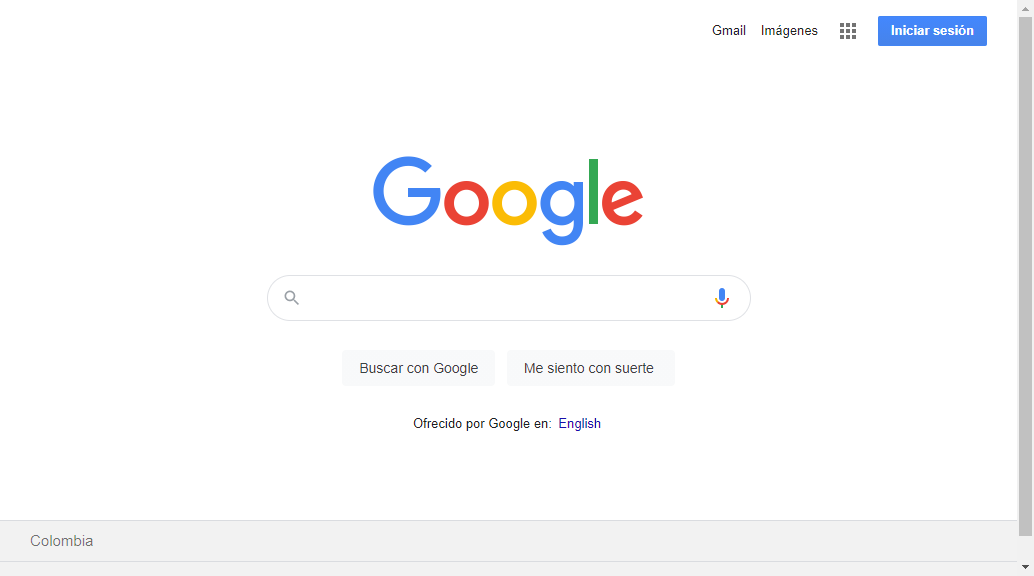 Gmail Imágenes Iniciar sesión
Google
Buscar con Google Me siento con suerte
Ofrecido por Google en: English
Colombia